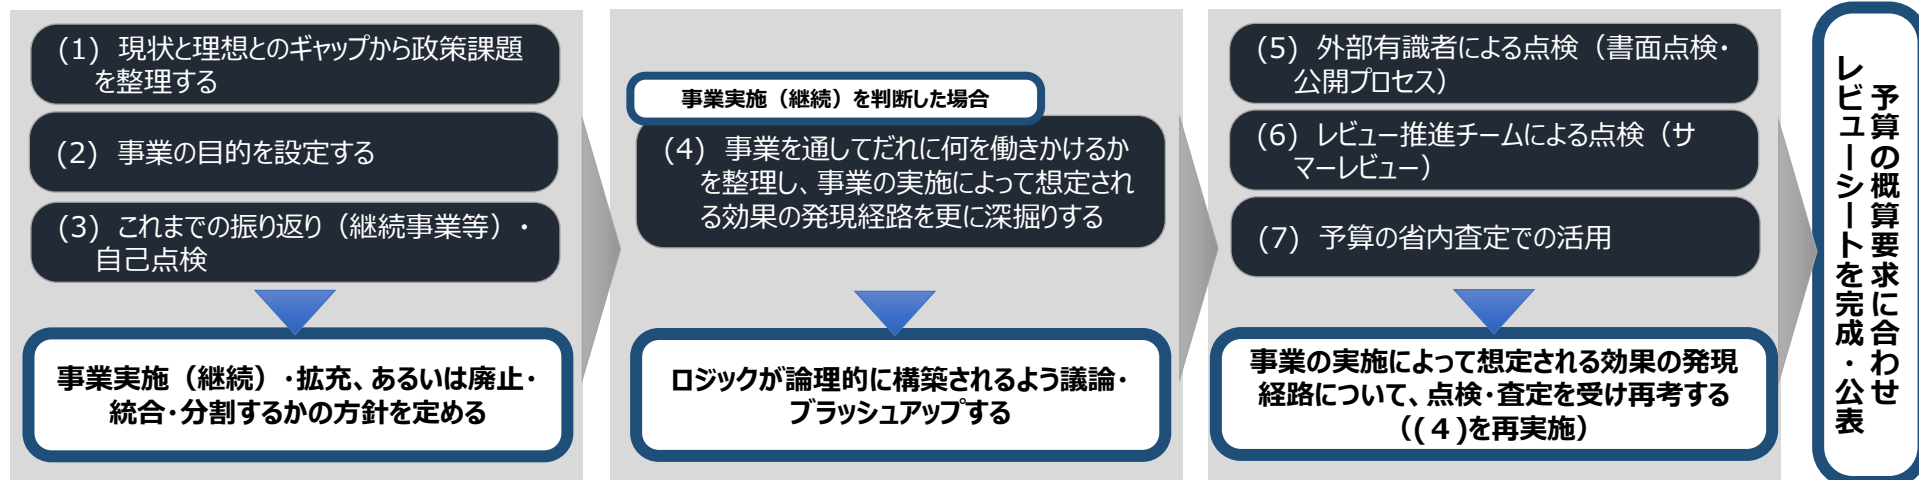 (1) 現状と理想とのギャップから政策課題
を整理する
(2) 事業の目的を設定する
(3) これまでの振り返り（継続事業等）・
自己点検
事業実施（継続）・拡充、あるいは廃止・
統合・分割するかの方針を定める
事業実施（継続）を判断した場合
(4) 事業を通してだれに何を働きかけるか
を整理し、事業の実施によって想定され
る効果の発現経路を更に深掘りする
ロジックが論理的に構築されるよう議論・
ブラッシュアップする
(5) 外部有識者による点検（書面点検・
公開プロセス）
(6) レビュー推進チームによる点検（サ
マーレビュー）
(7) 予算の省内査定での活用
事業の実施によって想定される効果の発現
経路について、点検・査定を受け再考する
（(４)を再実施）
予算の概算要求に合わせ
レビューシートを完成・公表